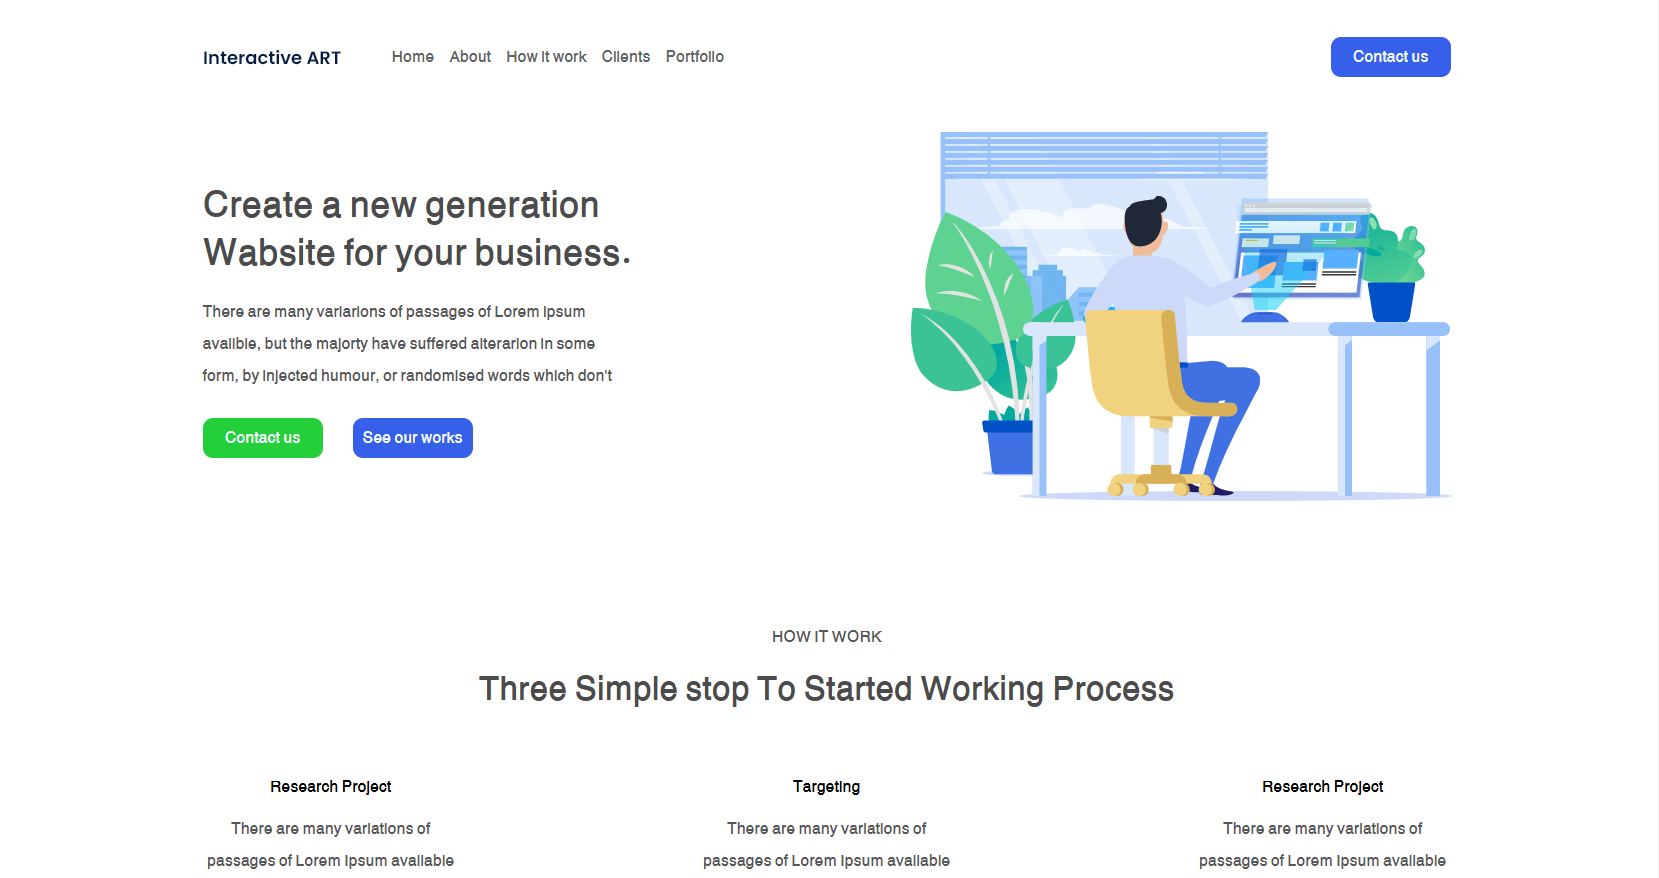 Interactive ART
Home About How It work Clients Portfolio
Contact us
Create a new generation
Wabsite for your business.
There are many variarions of passages of Lorem Ipsum
avalible, but the majorty have suffered alterarion in some
form, by injected humour, or randomised words which don't
Contact us
See our works
HOW IT WORK
Three Simple stop To Started Working Process
Research Project
There are many variations of
passages of Lorem Ipsum available
Targeting
There are many variations of
passages of Lorem Ipsum available
Research Project
There are many variations of
passages of Lorem Ipsum available